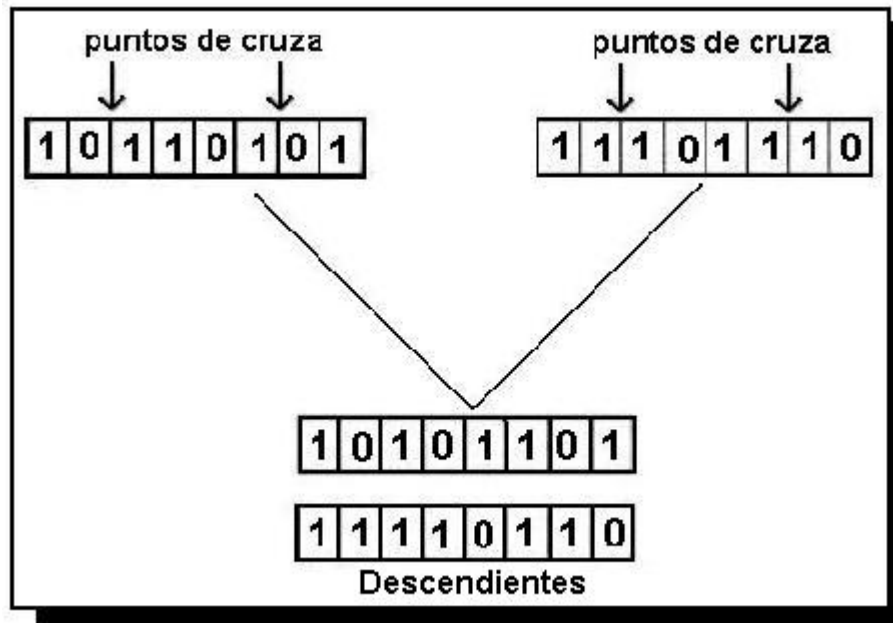 puntos de cruza
puntos de cruza
1 0 1 1 0 1 0 1
1 1 1 0 1 1 1 0
1 0 1 0 1 1 0 1
1 1 1 1 0 1 1 0
Descendientes